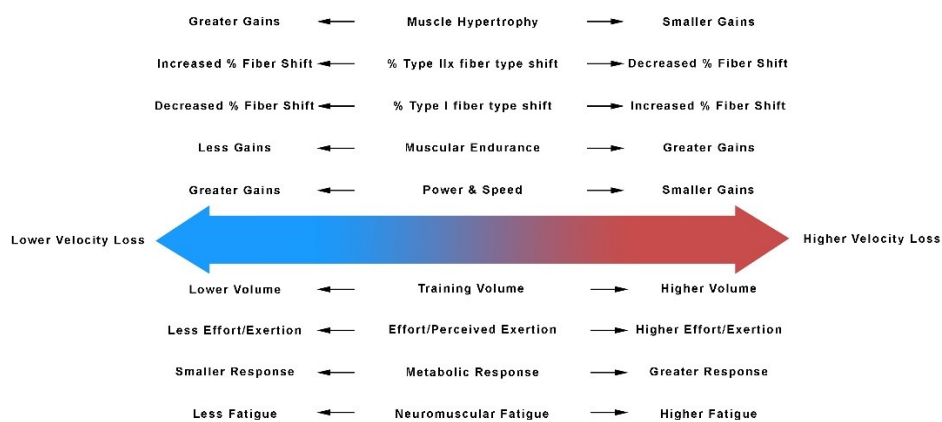 Greater Gains Muscle Hypertrophy Smaller Gains
Increased % Fiber Shift % Type IIx fiber type shift Decreased % Fiber Shift
Decreased % Fiber Shift % Type I fiber type shift Increased % Fiber Shift
Less Gains Muscular Endurance Greater Gains
Greater Gains Power & Speed Smaller Gains
Lower Velocity Loss Higher Velocity Loss
Lower Volume Training Volume Higher Volume
Less Effort/Exertion Effort/Perceived Exertion Higher Effort/Exertion
Smaller Response Metabolic Response Greater Response
Less Fatigue Neuromuscular Fatigue Higher Fatigue